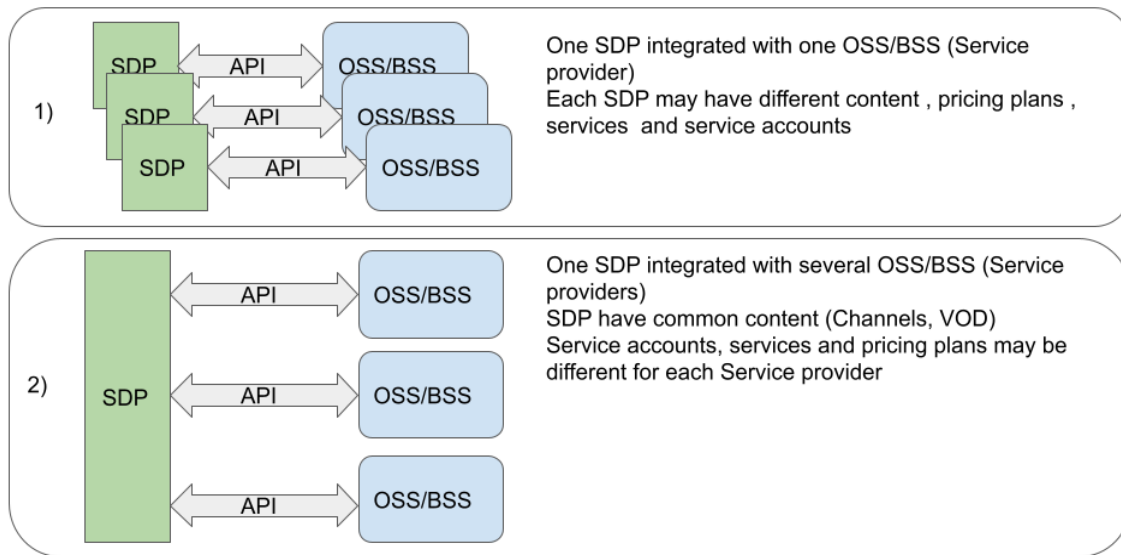 1)
SDP
API
OSS/BSS
SDP
API
OSS/BSS
SDP
API
OSS/BSS
One SDP integrated with one OSS/BSS (Service
provider)
Each SDP may have different content , pricing plans ,
services and service accounts
2)
SDP
API
OSS/BSS
API
OSS/BSS
API
OSS/BSS
One SDP integrated with several OSS/BSS (Service
providers)
SDP have common content (Channels, VOD)
Service accounts, services and pricing plans may be
different for each Service provider